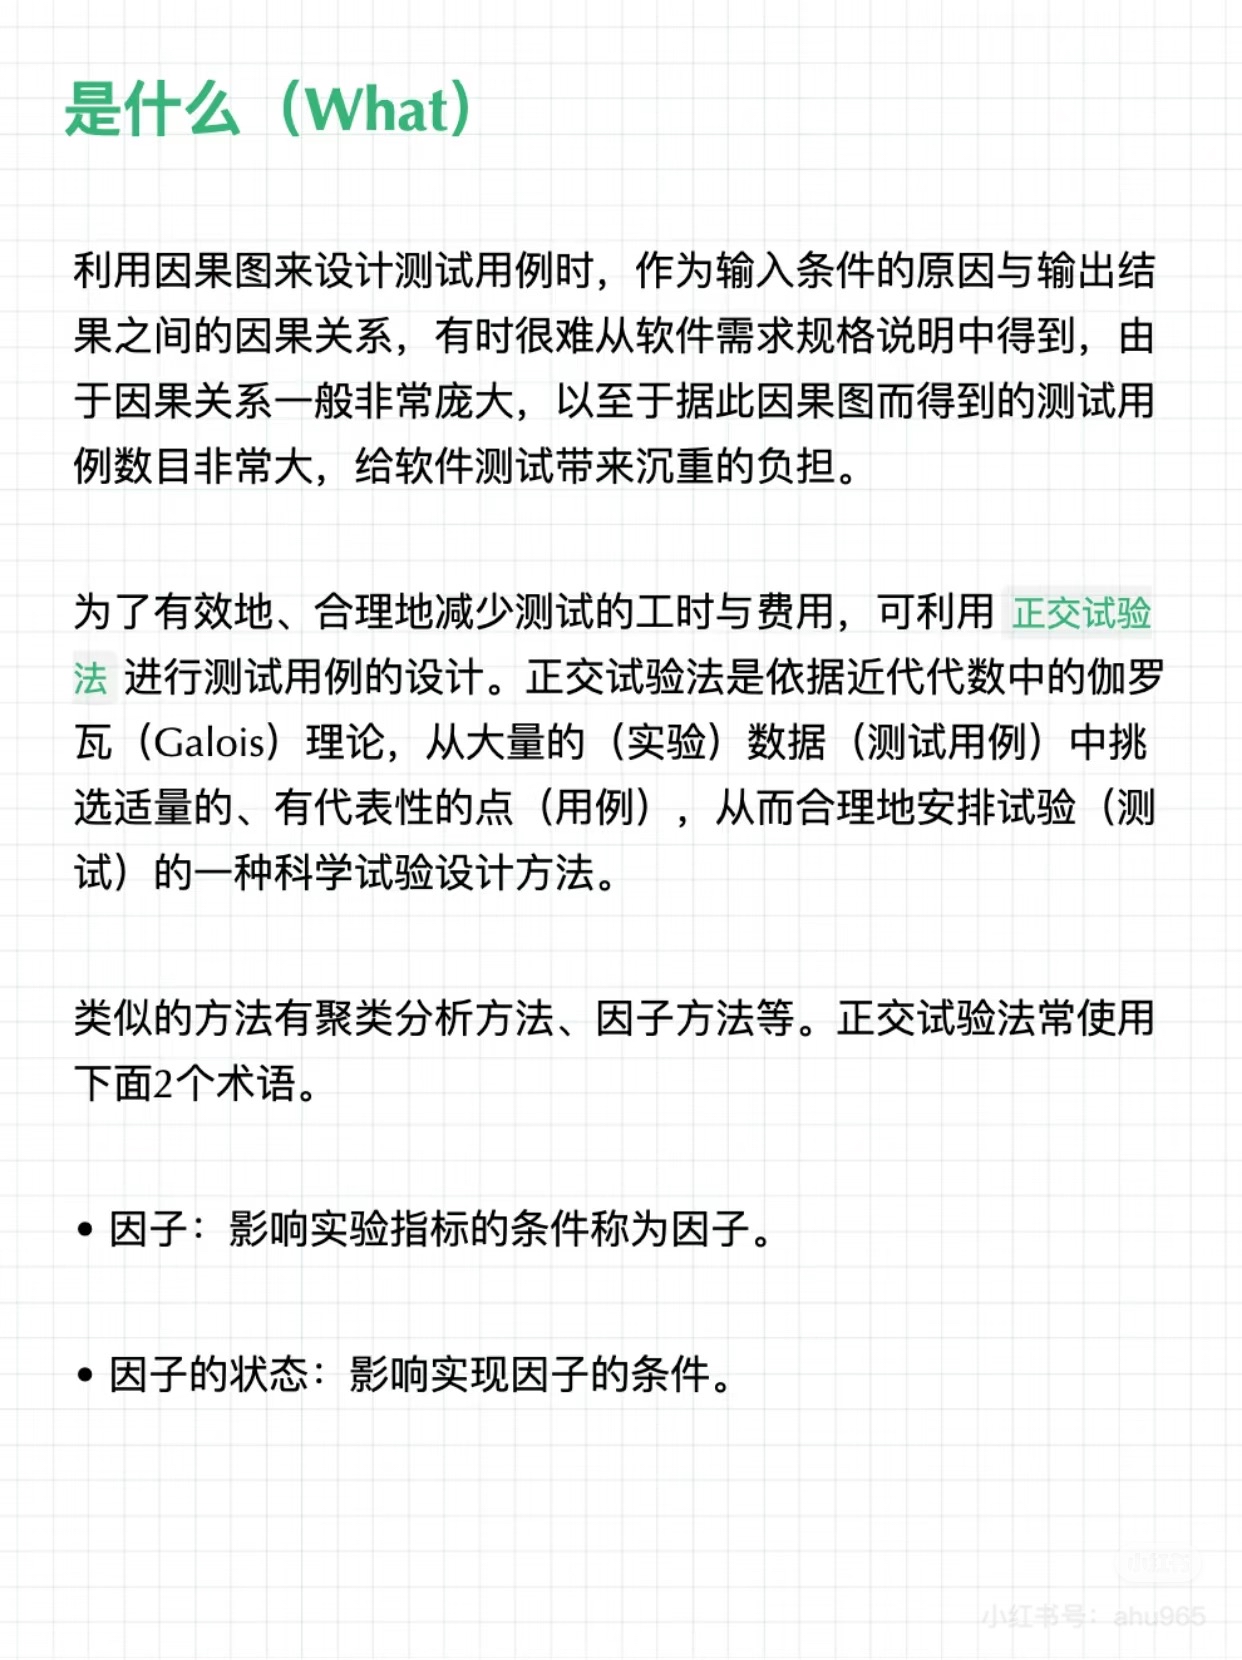 是什么（What）
利用因果图来设计测试用例时，作为输入条件的原因与输出结
果之间的因果关系，有时很难从软件需求规格说明中得到，由
于因果关系一般非常庞大，以至于据此因果图而得到的测试用
例数目非常大，给软件测试带来沉重的负担。
为了有效地、合理地减少测试的工时与费用，可利用 正交试验
法 进行测试用例的设计。正交试验法是依据近代代数中的伽罗
瓦（Galois）理论，从大量的（实验）数据（测试用例）中挑
选适量的、有代表性的点（用例），从而合理地安排试验（测
试）的一种科学试验设计方法。
类似的方法有聚类分析方法、因子方法等。正交试验法常使用
下面2个术语。
• 因子：影响实验指标的条件称为因子。
• 因子的状态：影响实现因子的条件。
小红书
小红书号：ahu965